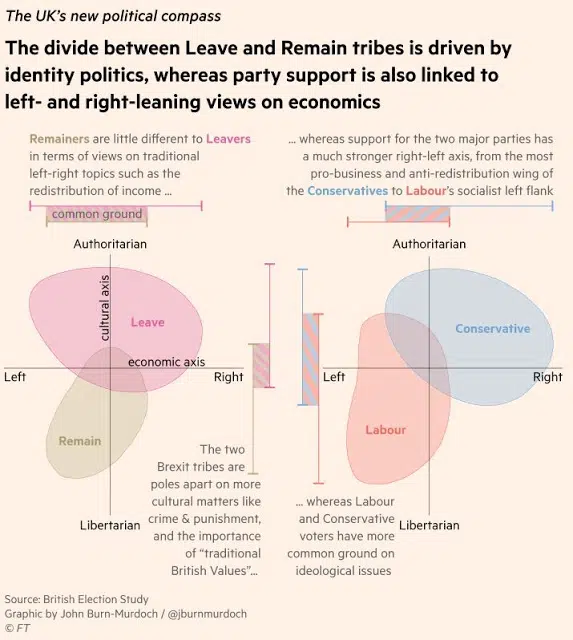 The UK's new political compass
The divide between Leave and Remain tribes is driven by
identity politics, whereas party support is also linked to
left- and right-leaning views on economics
Remainers are little different to Leavers
in terms of views on traditional
left-right topics such as the
redistribution of income ...
... whereas support for the two major parties has
a much stronger right-left axis, from the most
pro-business and anti-redistribution wing of
the Conservatives to Labour's socialist left flank
common ground
Authoritarian
cultural axis
Leave
economic axis
Left
Right
Remain
Libertarian
Authoritarian
Conservative
Left
Right
Labour
Libertarian
The two
Brexit tribes are
poles apart on more
cultural matters like
crime & punishment,
and the importance
of “traditional
British Values”...
... whereas Labour
and Conservative
voters have more
common ground on
ideological issues
Source: British Election Study
Graphic by John Burn-Murdoch / @jburnmurdoch
© FT